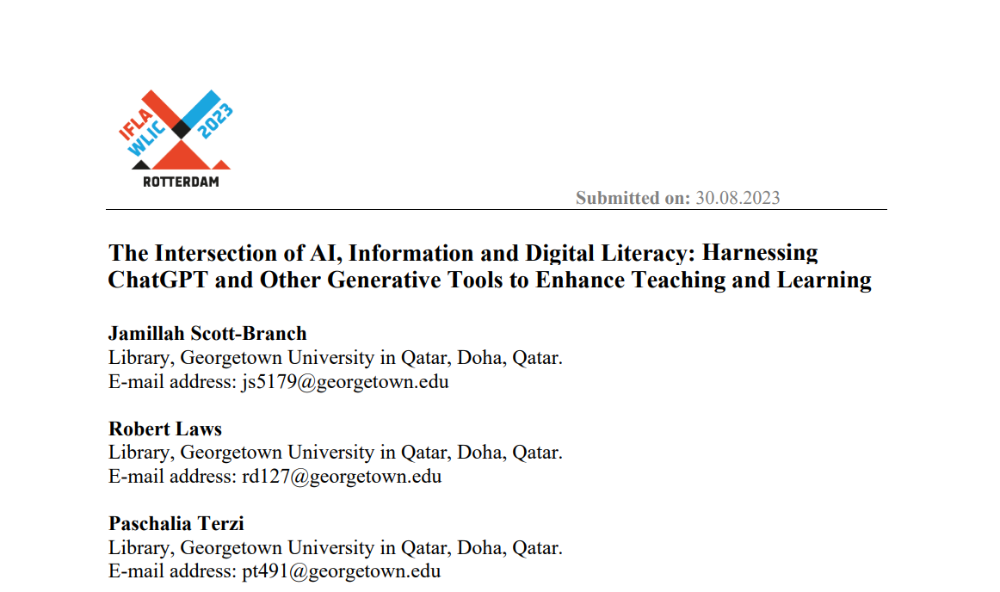 IFLA
WLIC
2023
ROTTERDAM
Submitted on: 30.08.2023
The Intersection of AI, Information and Digital Literacy: Harnessing
ChatGPT and Other Generative Tools to Enhance Teaching and Learning
Jamillah Scott-Branch
Library, Georgetown University in Qatar, Doha, Qatar.
E-mail address: js5179@georgetown.edu
Robert Laws
Library, Georgetown University in Qatar, Doha, Qatar.
E-mail address: rd127@georgetown.edu
Paschalia Terzi
Library, Georgetown University in Qatar, Doha, Qatar.
E-mail address: pt491@georgetown.edu